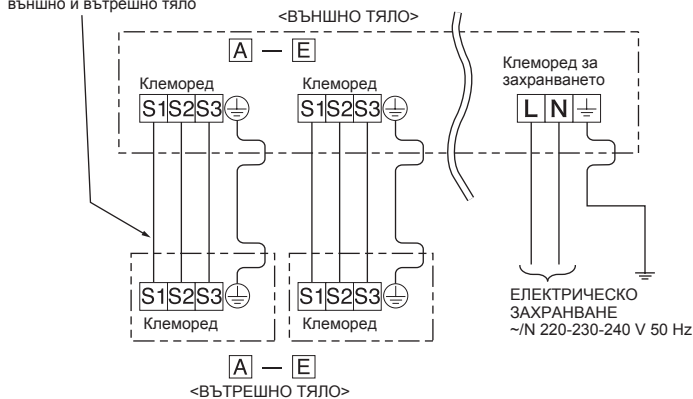 външно и вътрешно тяло
<ВЪНШНО ТЯЛО>
A — E
Клеморед
Клеморед
Клеморед за
захранването
S1 S2 S3
S1 S2 S3
L N
S1 S2 S3
S1 S2 S3
Клеморед
Клеморед
ЕЛЕКТРИЧЕСКО
ЗАХРАНВАНЕ
~/N 220-230-240 V 50 Hz
A — E
<ВЪТРЕШНО ТЯЛО>